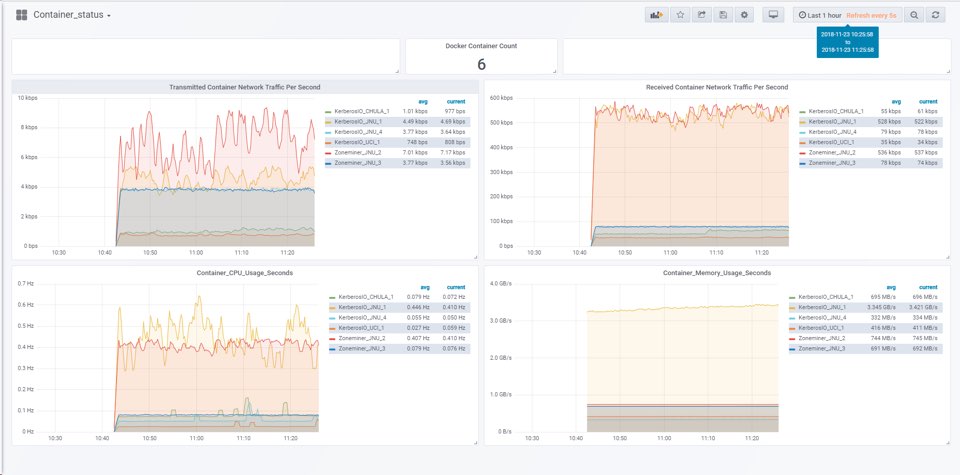 Container_status
Last 1 hour Refresh every 5s
2018-11-23 10:25:58
to
2018-11-23 11:25:58
Docker Container Count
6
Transmitted Container Network Traffic Per Second
10 kbps
8 kbps
6 kbps
4 kbps
2 kbps
0 bps
10:30 10:40 10:50 11:00 11:10 11:20
avg current
KerberosIO_CHULA_1 1.01 kbps 977 bps
KerberosIO_JNU_1 4.49 kbps 4.69 kbps
KerberosIO_JNU_4 3.77 kbps 3.64 kbps
KerberosIO_UCI_1 748 bps 808 bps
Zoneminer_JNU_2 7.01 kbps 7.17 kbps
Zoneminer_JNU_3 3.77 kbps 3.56 kbps
Received Container Network Traffic Per Second
600 kbps
500 kbps
400 kbps
300 kbps
200 kbps
100 kbps
0 bps
10:30 10:40 10:50 11:00 11:10 11:20
avg current
KerberosIO_CHULA_1 55 kbps 61 kbps
KerberosIO_JNU_1 528 kbps 522 kbps
KerberosIO_JNU_4 79 kbps 78 kbps
KerberosIO_UCI_1 35 kbps 34 kbps
Zoneminer_JNU_2 536 kbps 537 kbps
Zoneminer_JNU_3 78 kbps 74 kbps
Container_CPU_Usage_Seconds
0.7 Hz
0.6 Hz
0.5 Hz
0.4 Hz
0.3 Hz
0.2 Hz
0.1 Hz
0 Hz
10:30 10:40 10:50 11:00 11:10 11:20
avg current
KerberosIO_CHULA_1 0.079 Hz 0.072 Hz
KerberosIO_JNU_1 0.446 Hz 0.410 Hz
KerberosIO_JNU_4 0.055 Hz 0.050 Hz
KerberosIO_UCI_1 0.027 Hz 0.059 Hz
Zoneminer_JNU_2 0.407 Hz 0.410 Hz
Zoneminer_JNU_3 0.079 Hz 0.076 Hz
Container_Memory_Usage_Seconds
4.0 GB/s
3.0 GB/s
2.0 GB/s
1.0 GB/s
0 B/s
10:30 10:40 10:50 11:00 11:10 11:20
avg current
KerberosIO_CHULA_1 695 MB/s 696 MB/s
KerberosIO_JNU_1 3.345 GB/s 3.421 GB/s
KerberosIO_JNU_4 332 MB/s 334 MB/s
KerberosIO_UCI_1 416 MB/s 411 MB/s
Zoneminer_JNU_2 744 MB/s 745 MB/s
Zoneminer_JNU_3 691 MB/s 692 MB/s